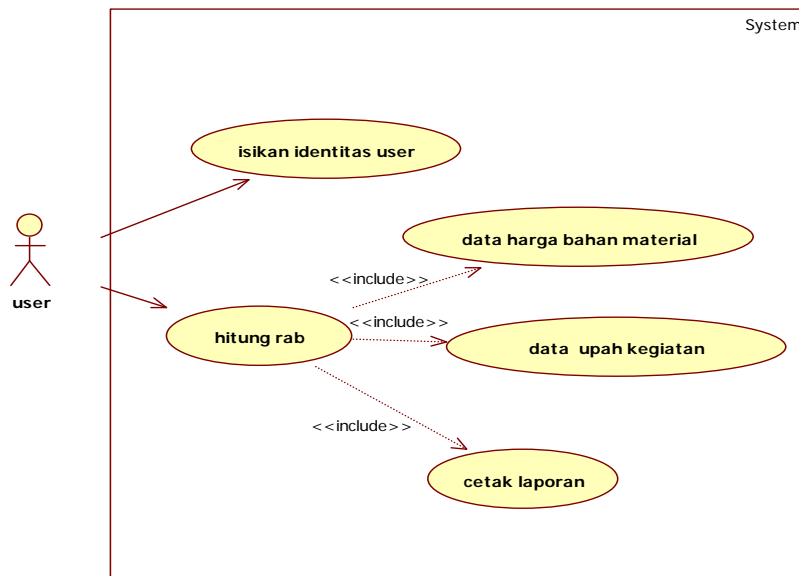 System
isikan identitas user
data harga bahan material
<<include>>
user
<<include>>
hitung rab
data upah kegiatan
<<include>>
cetak laporan